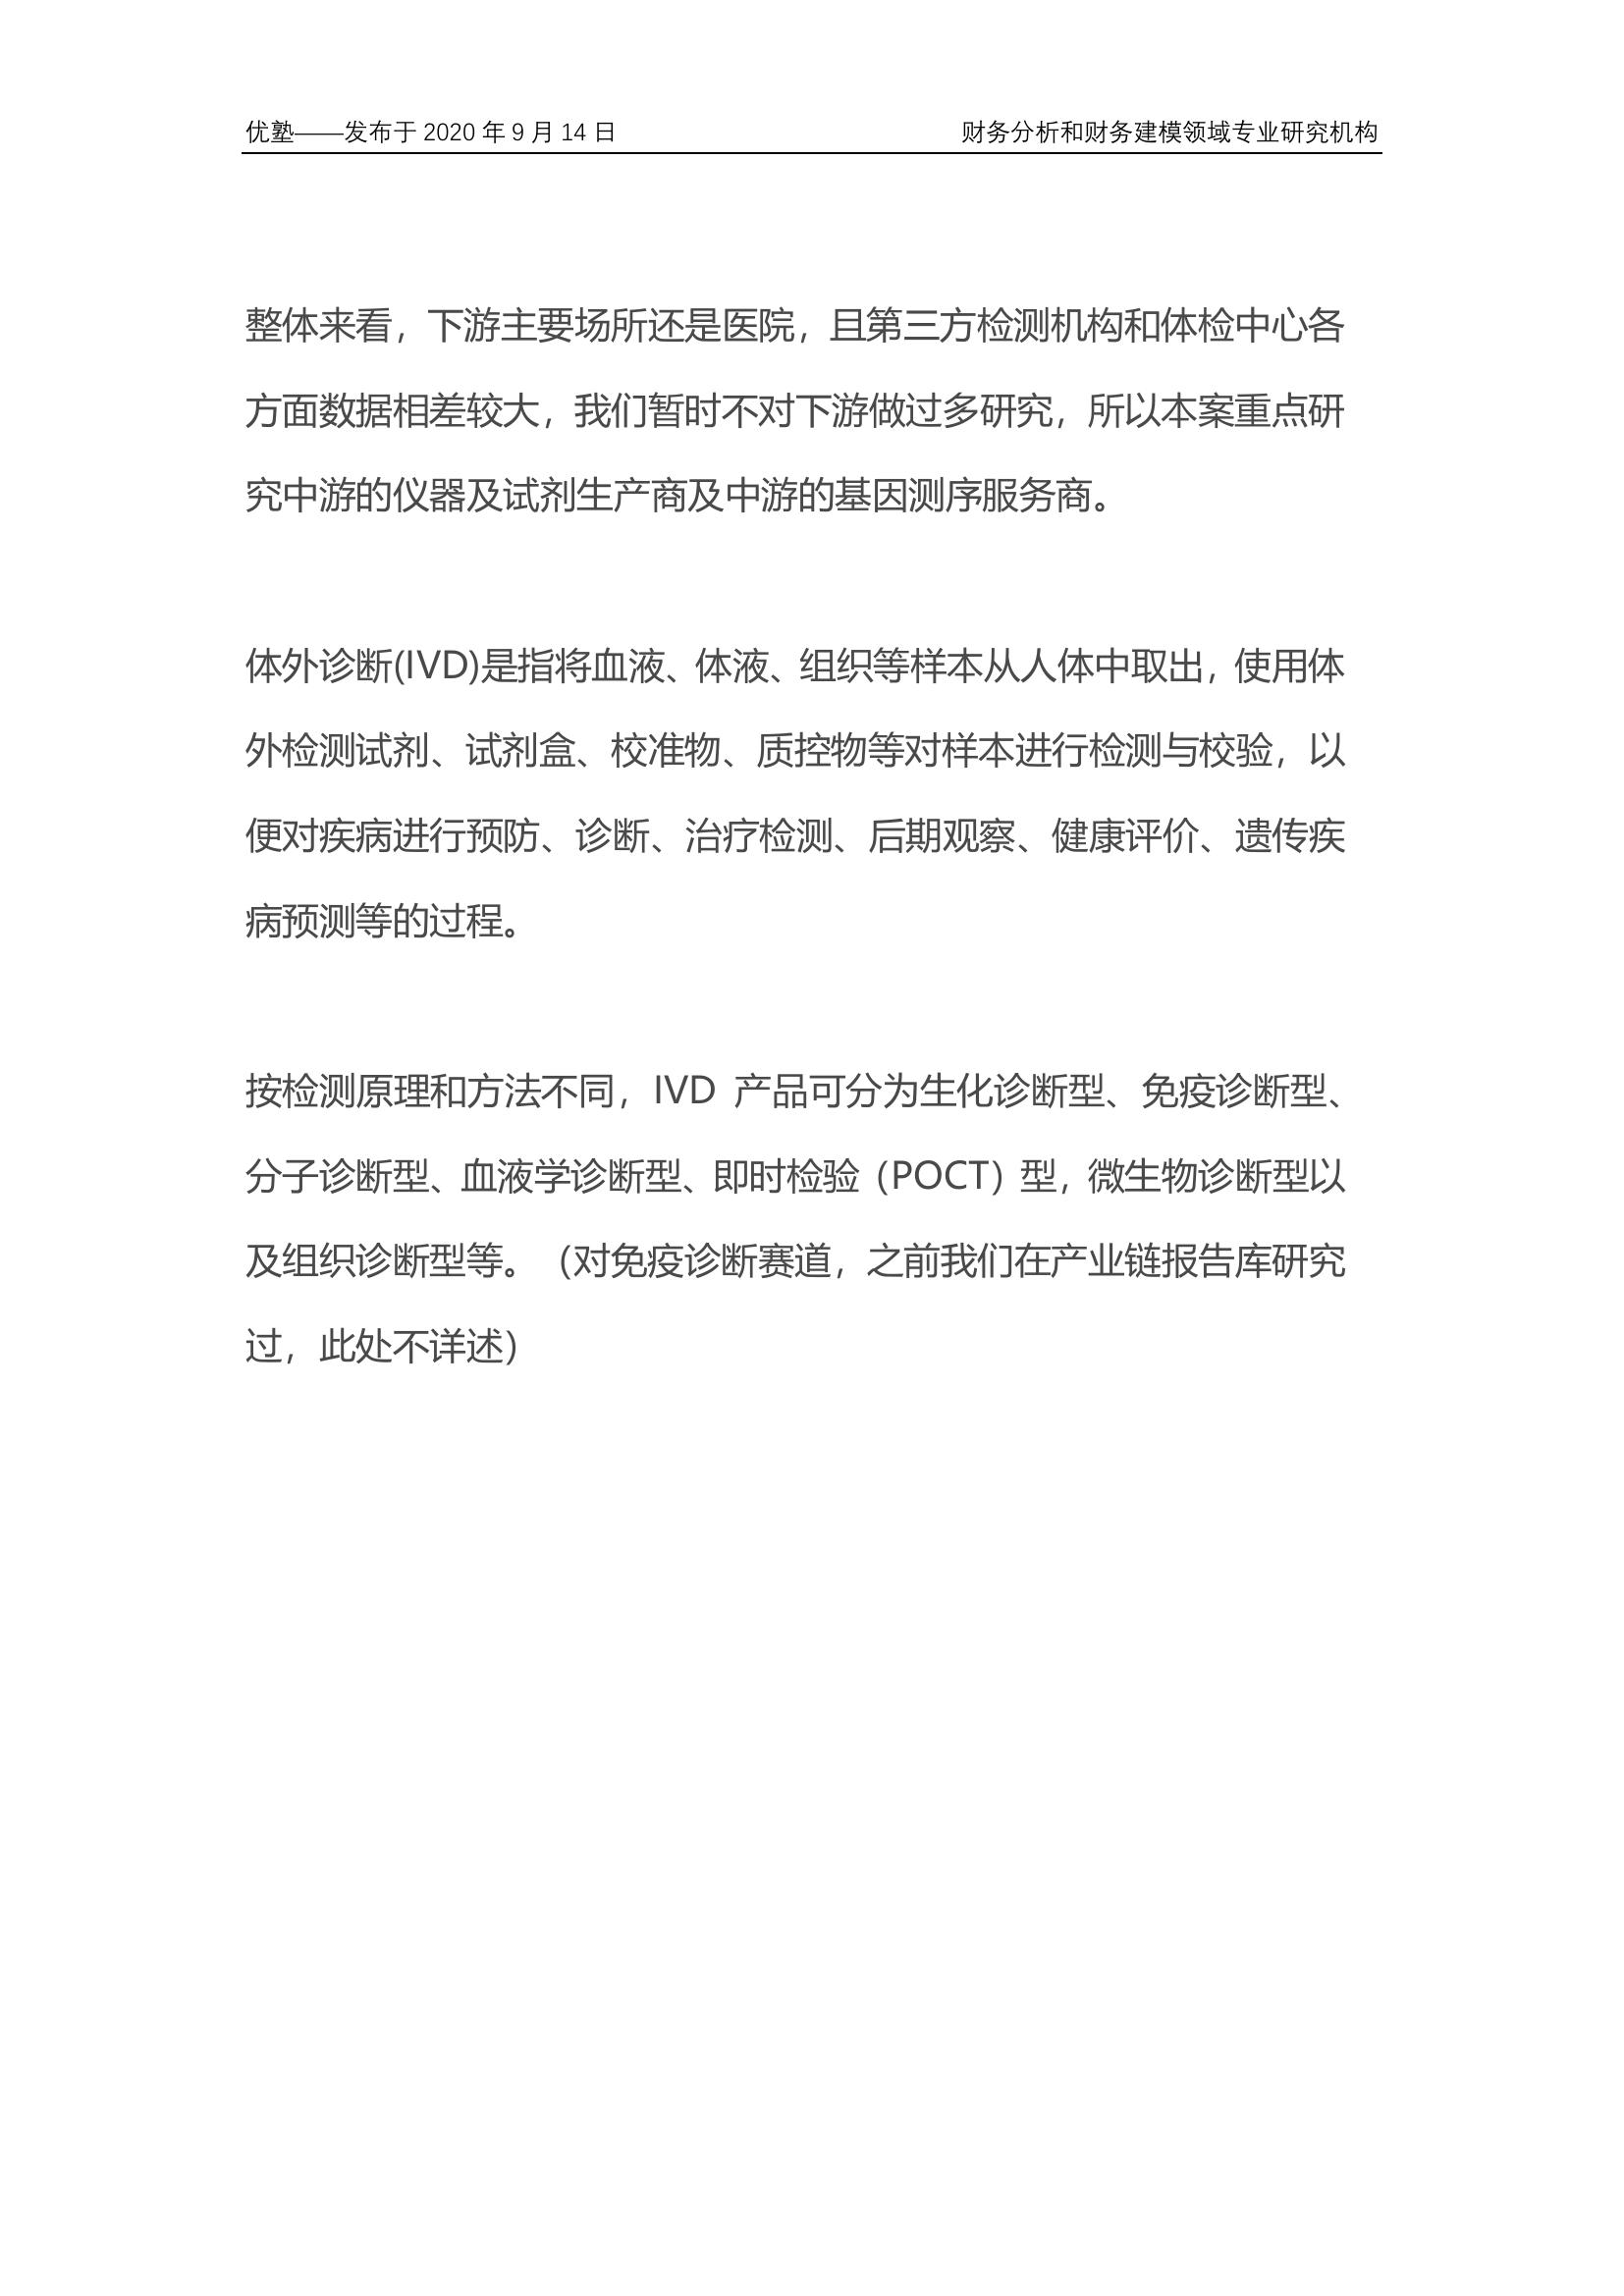 优塾——发布于 2020 年 9 月 14 日
财务分析和财务建模领域专业研究机构
整体来看，下游主要场所还是医院，且第三方检测机构和体检中心各
方面数据相差较大，我们暂时不对下游做过多研究，所以本案重点研
究中游的仪器及试剂生产商及中游的基因测序服务商。
体外诊断(IVD)是指将血液、体液、组织等样本从人体中取出，使用体
外检测试剂、试剂盒、校准物、质控物等对样本进行检测与校验，以
便对疾病进行预防、诊断、治疗检测、后期观察、健康评价、遗传疾
病预测等的过程。
按检测原理和方法不同，IVD 产品可分为生化诊断型、免疫诊断型、
分子诊断型、血液学诊断型、即时检验（POCT）型，微生物诊断型以
及组织诊断型等。（对免疫诊断赛道，之前我们在产业链报告库研究
过，此处不详述）